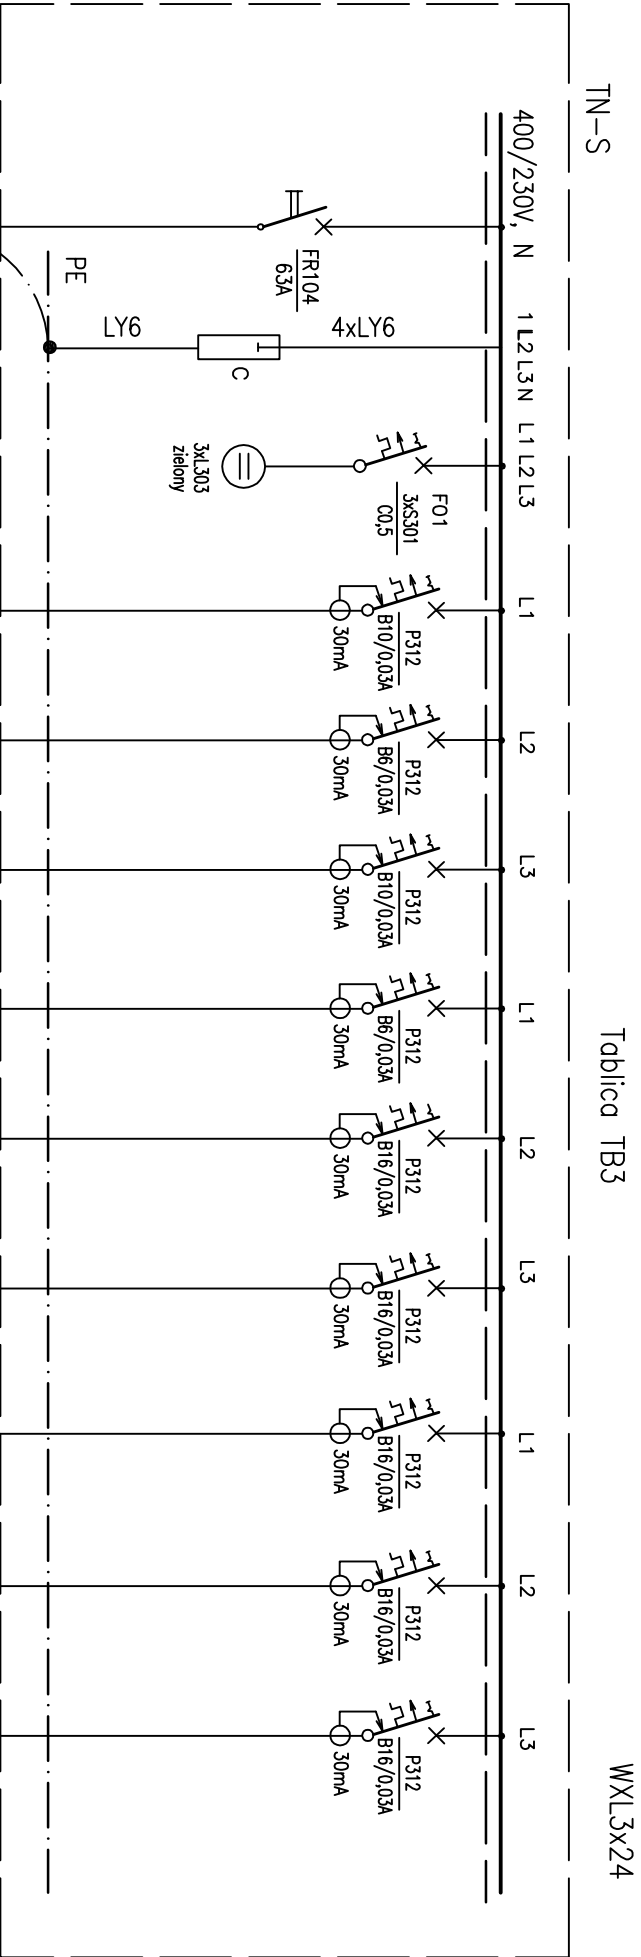 TN-S
Tablica TB3
WXL3x24
400/230V, N
1 L2 L3 N
L1 L2 L3
L1
L2
L3
L1
L2
L3
L1
L2
L3
FR104
63A
PE
LY6
4xLY6
C
F01
3xS301
C0,5
3xL303
zielony
P312
B10/0,03A
30mA
P312
B6/0,03A
30mA
P312
B10/0,03A
30mA
P312
B6/0,03A
30mA
P312
B16/0,03A
30mA
P312
B16/0,03A
30mA
P312
B16/0,03A
30mA
P312
B16/0,03A
30mA
P312
B16/0,03A
30mA